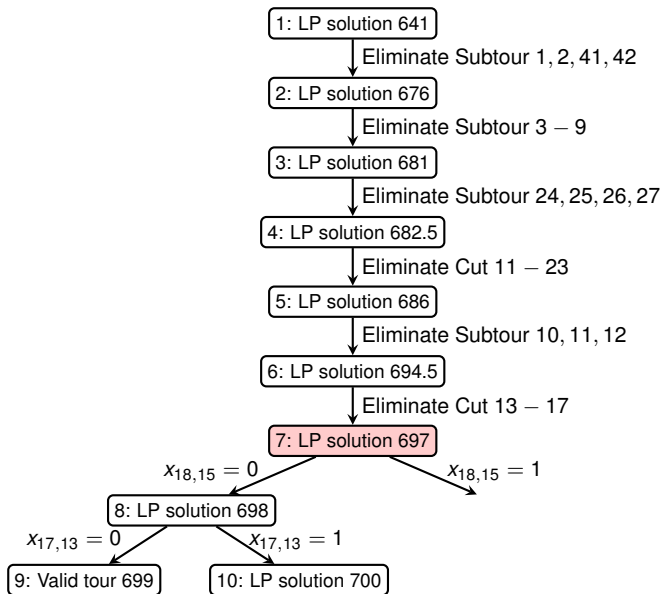 1: LP solution 641
Eliminate Subtour 1, 2, 41, 42
2: LP solution 676
Eliminate Subtour 3 − 9
3: LP solution 681
Eliminate Subtour 24, 25, 26, 27
4: LP solution 682.5
Eliminate Cut 11 − 23
5: LP solution 686
Eliminate Subtour 10, 11, 12
6: LP solution 694.5
Eliminate Cut 13 − 17
7: LP solution 697
x18,15 = 0
x18,15 = 1
8: LP solution 698
x17,13 = 0
x17,13 = 1
9: Valid tour 699
10: LP solution 700